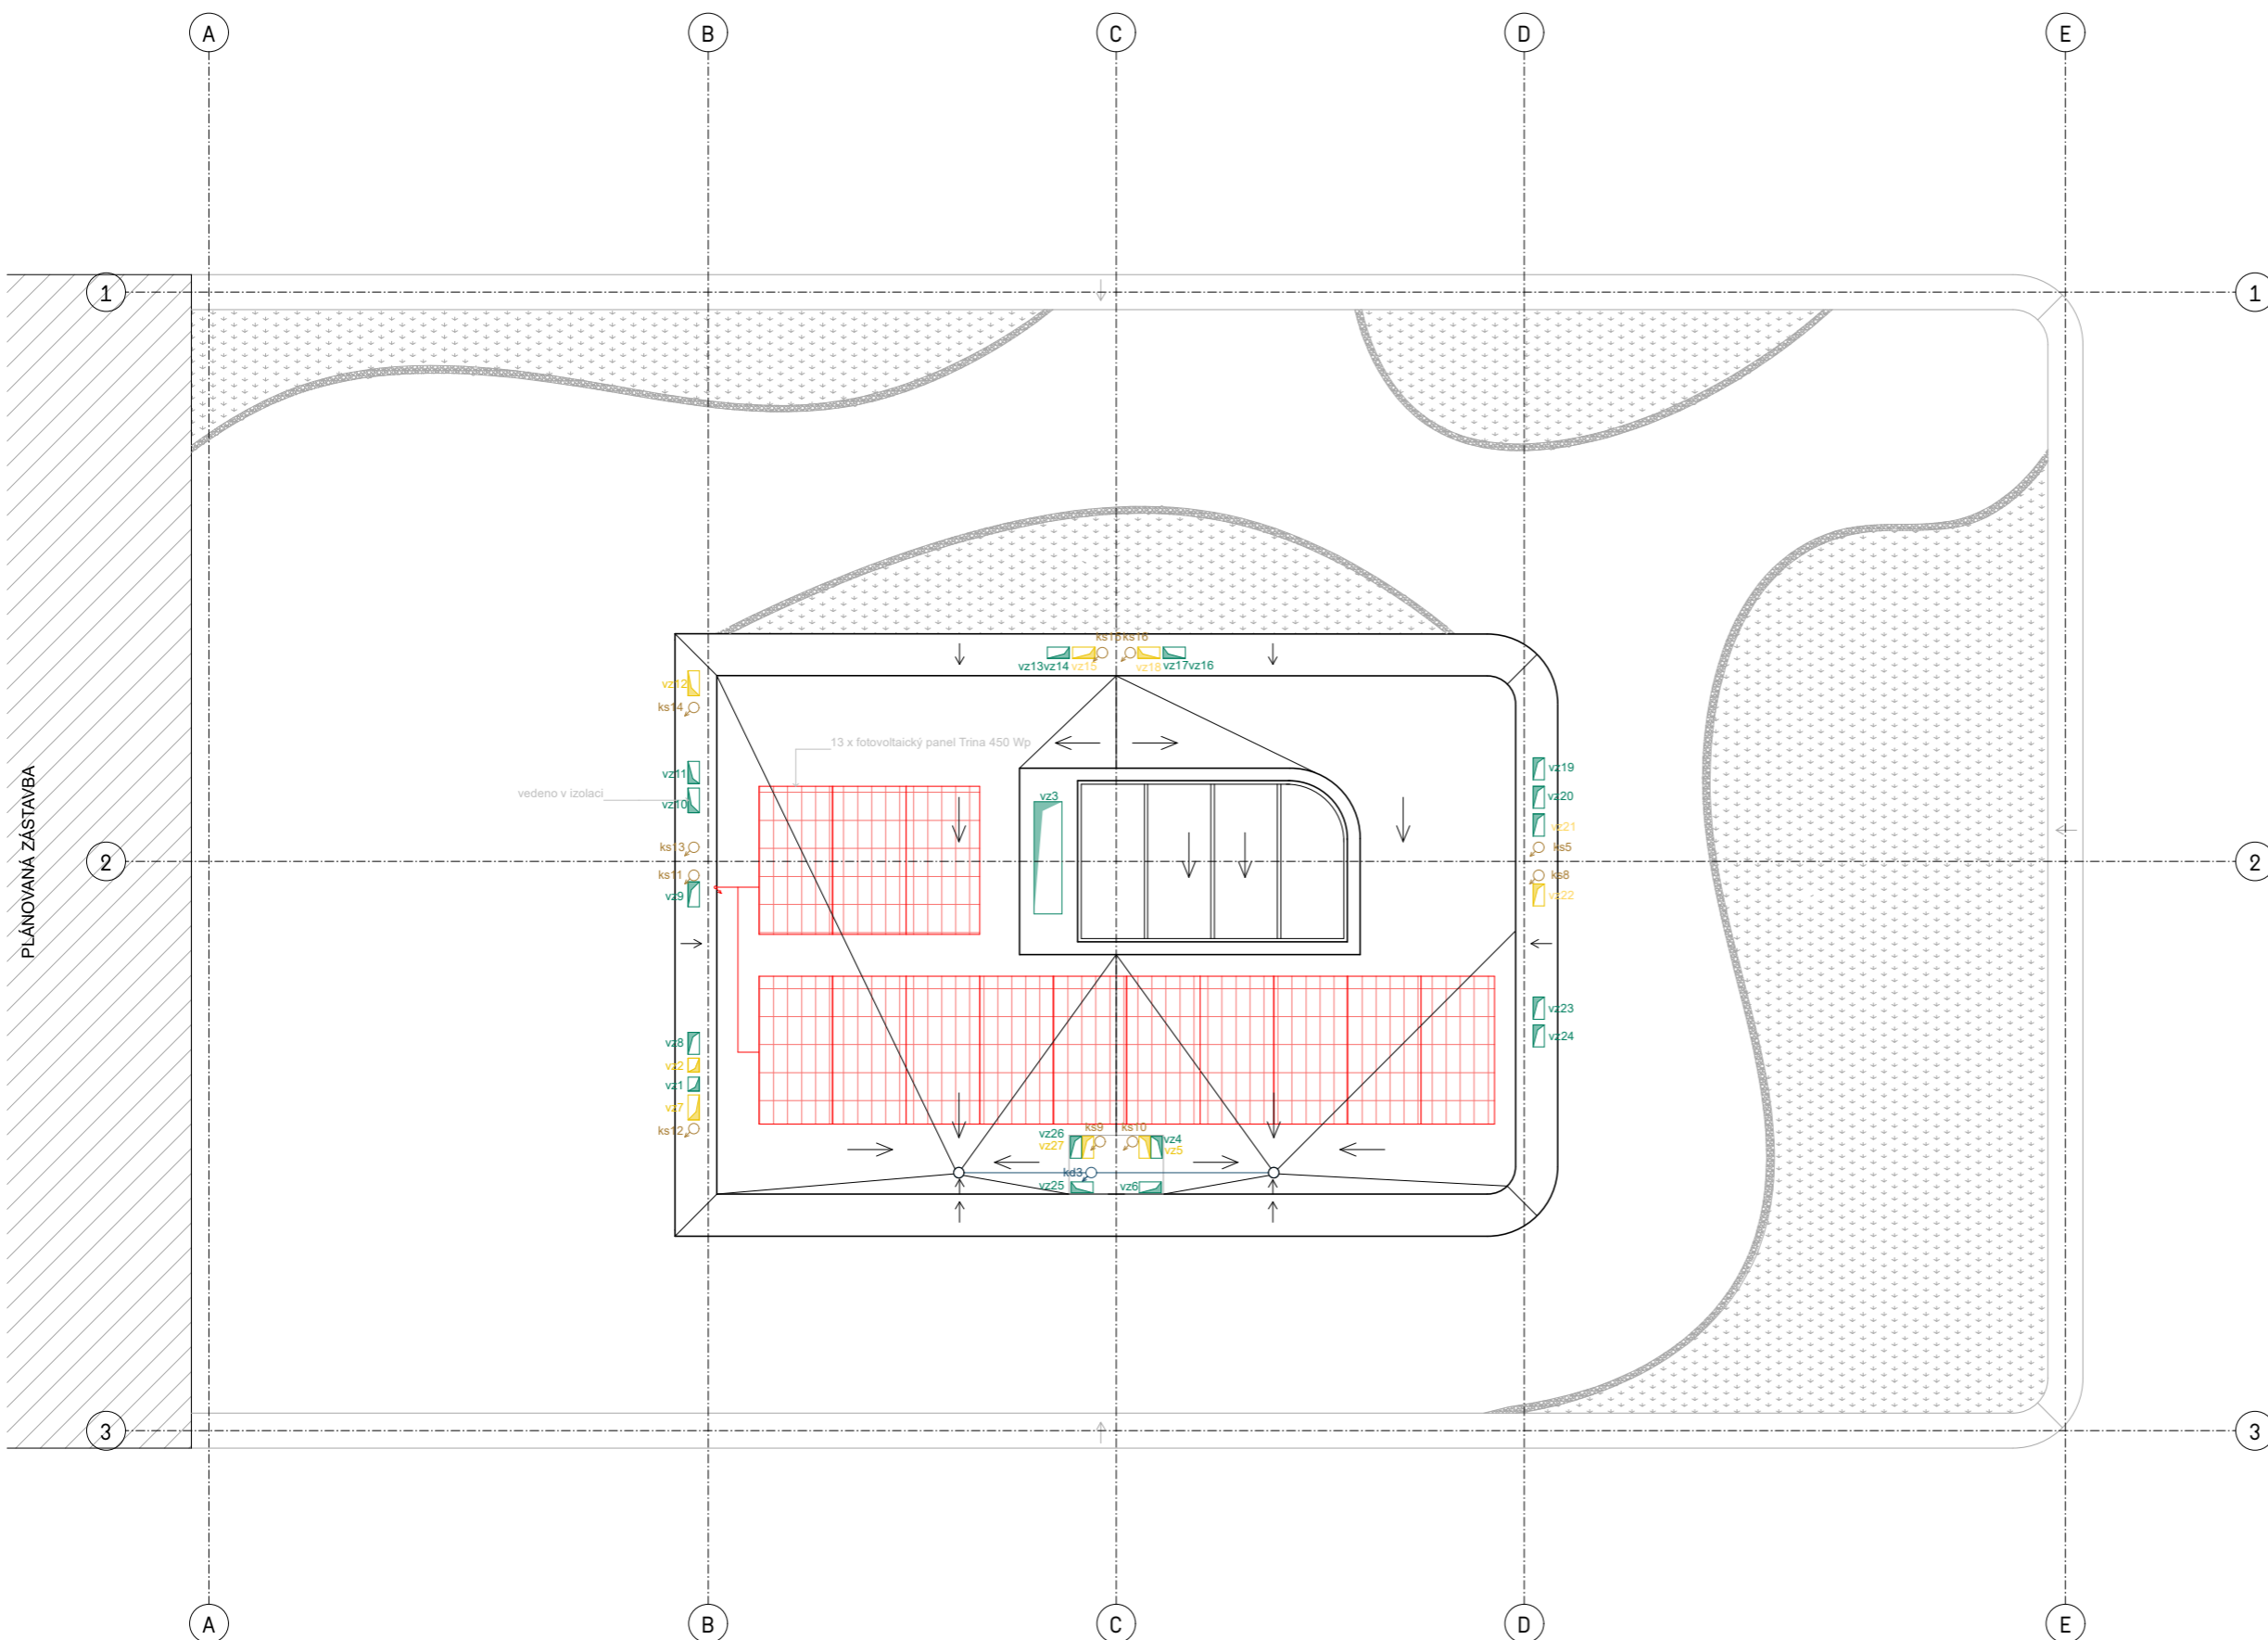 A
B
C
D
E
1
1
ks15 ks16
vz13 vz14 vz15 vz18 vz17 vz16
vz12
ks14
13 x fotovoltaický panel Trina 450 Wp
vz11
vz19
vedeno v izolaci
vz10
vz3
vz20
vz21
ks13
ks5
2
2
ks11
ks8
vz9
vz22
PLÁNOVANÁ ZÁSTAVBA
vz23
vz8
vz24
vz2
vz1
vz7
ks12
ks9
ks10
vz26
vz4
vz27
vz5
kd3
vz25
vz6
3
3
A
B
C
D
E